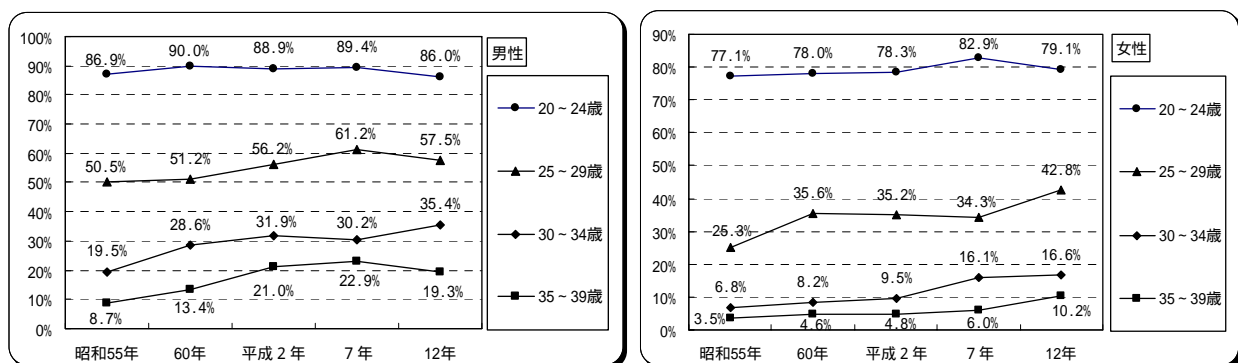 男性
100%
90%
80%
70%
60%
50%
40%
30%
20%
10%
0%
86.9% 90.0% 88.9% 89.4% 86.0%
50.5% 51.2% 56.2% 61.2% 57.5%
19.5% 28.6% 31.9% 30.2% 35.4%
8.7% 13.4% 21.0% 22.9% 19.3%
昭和55年 60年 平成2年 7年 12年
20~24歳
25~29歳
30~34歳
35~39歳
女性
90%
80%
70%
60%
50%
40%
30%
20%
10%
0%
77.1% 78.0% 78.3% 82.9% 79.1%
25.3% 35.6% 35.2% 34.3% 42.8%
6.8% 8.2% 9.5% 16.1% 16.6%
3.5% 4.6% 4.8% 6.0% 10.2%
昭和55年 60年 平成2年 7年 12年
20~24歳
25~29歳
30~34歳
35~39歳